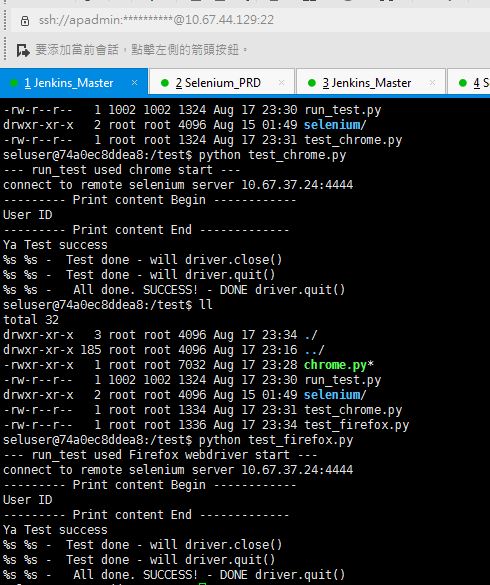 ssh://apadmin:**********@10.67.44.129:22
要添加當前會話，點擊左側的箭頭按鈕。
1 Jenkins_Master × 2 Selenium_PRD × 3 Jenkins_Master × 4 S
-rw-r--r-- 1 1002 1002 1324 Aug 17 23:30 run_test.py
drwxr-xr-x 2 root root 4096 Aug 15 01:49 selenium/
-rw-r--r-- 1 root root 1324 Aug 17 23:31 test_chrome.py
seluser@74a0ec8ddea8:/test$ python test_chrome.py
--- run_test used chrome start ---
connect to remote selenium server 10.67.37.24:4444
--------- Print content Begin ------------
User ID
--------- Print content End -------------
Ya Test success
%s %s -  Test done - will driver.close()
%s %s -  Test done - will driver.quit()
%s %s -   All done. SUCCESS! - DONE driver.quit()
seluser@74a0ec8ddea8:/test$ ll
total 32
drwxr-xr-x 3 root root 4096 Aug 17 23:34 ./
drwxr-xr-x 185 root root 4096 Aug 17 23:16 ../
-rwxr-xr-x 1 root root 7032 Aug 17 23:28 chrome.py*
-rw-r--r-- 1 1002 1002 1324 Aug 17 23:30 run_test.py
drwxr-xr-x 2 root root 4096 Aug 15 01:49 selenium/
-rw-r--r-- 1 root root 1334 Aug 17 23:31 test_chrome.py
-rw-r--r-- 1 root root 1336 Aug 17 23:34 test_firefox.py
seluser@74a0ec8ddea8:/test$ python test_firefox.py
--- run_test used Firefox webdriver start ---
connect to remote selenium server 10.67.37.24:4444
--------- Print content Begin ------------
User ID
--------- Print content End -------------
Ya Test success
%s %s -  Test done - will driver.close()
%s %s -  Test done - will driver.quit()
%s %s -   All done. SUCCESS! - DONE driver.quit()